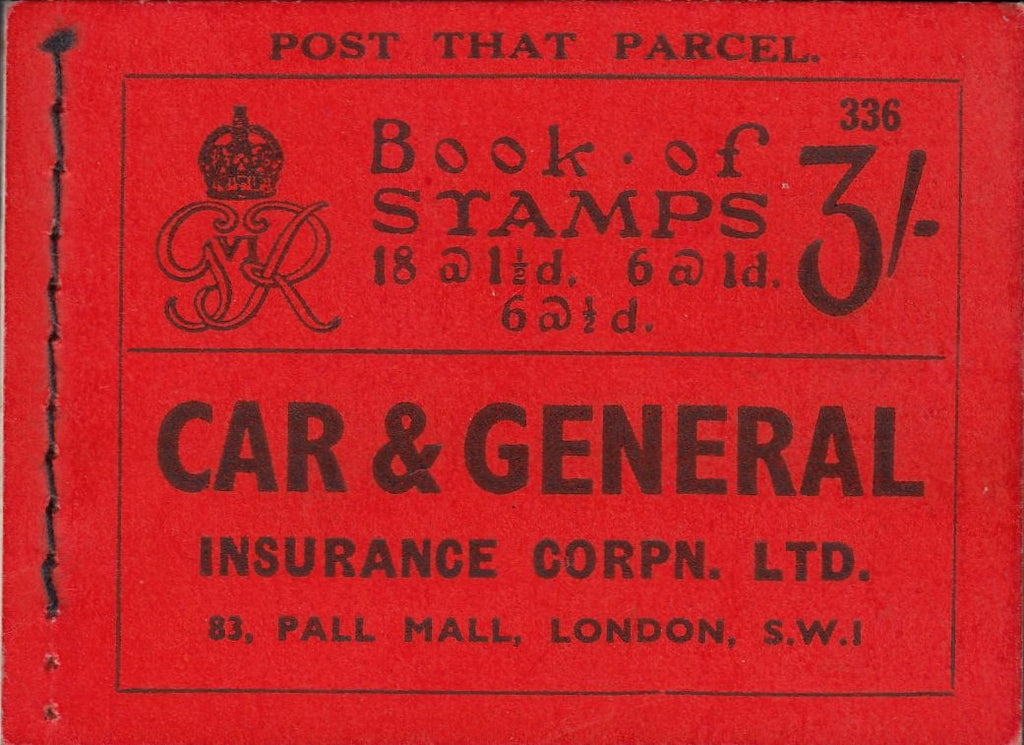 POST THAT PARCEL.
336
Book · of
STAMPS
3/-
GVIR
18 @ 1½d. 6 @ 1d.
6 @ ½d.
CAR & GENERAL
INSURANCE CORPN. LTD.
83, PALL MALL, LONDON, S.W.1